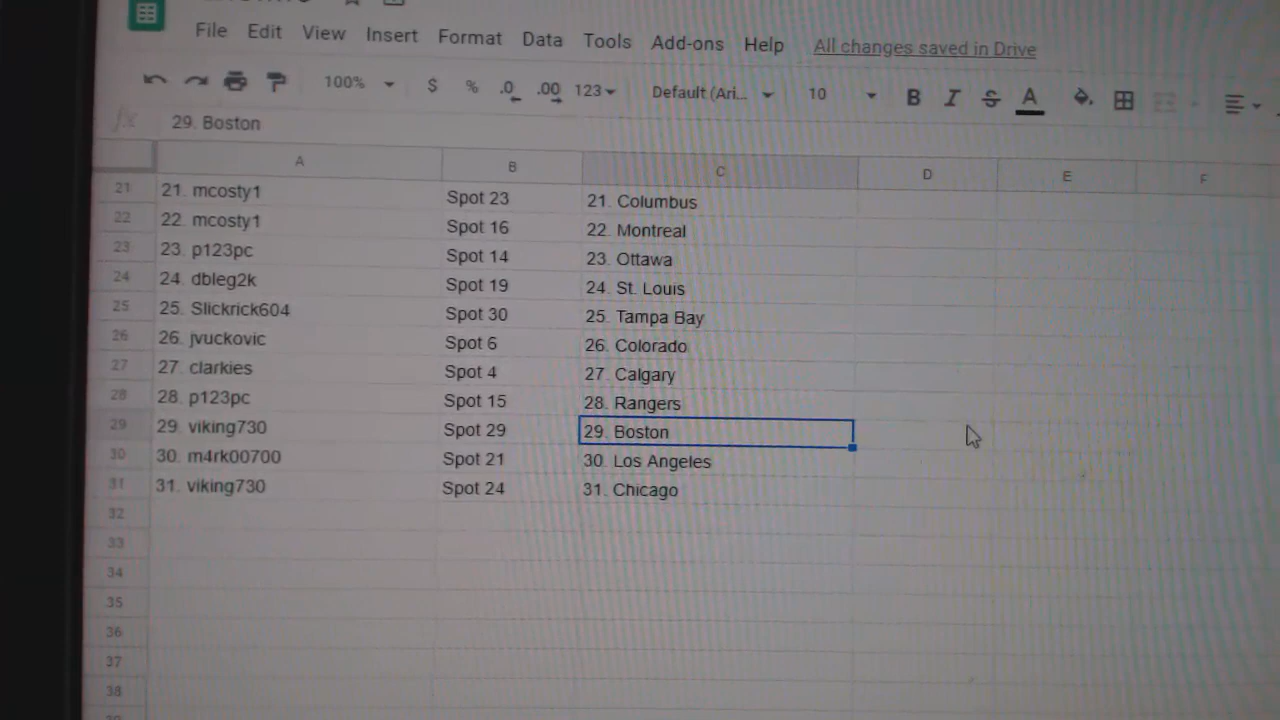 File Edit View Insert Format Data Tools Add-ons Help All changes saved in Drive
100% $ % .0 .00 123 Default (Ari... 10 B I S A
fx 29. Boston
A B C D E F
21 21. mcosty1 Spot 23 21. Columbus
22 22. mcosty1 Spot 16 22. Montreal
23 23. p123pc Spot 14 23. Ottawa
24 24. dbleg2k Spot 19 24. St. Louis
25 25. Slickrick604 Spot 30 25. Tampa Bay
26 26. jvuckovic Spot 6 26. Colorado
27 27. clarkies Spot 4 27. Calgary
28 28. p123pc Spot 15 28. Rangers
29 29. viking730 Spot 29 29. Boston
30 30. m4rk00700 Spot 21 30. Los Angeles
31 31. viking730 Spot 24 31. Chicago
32
33
34
35
36
37
38